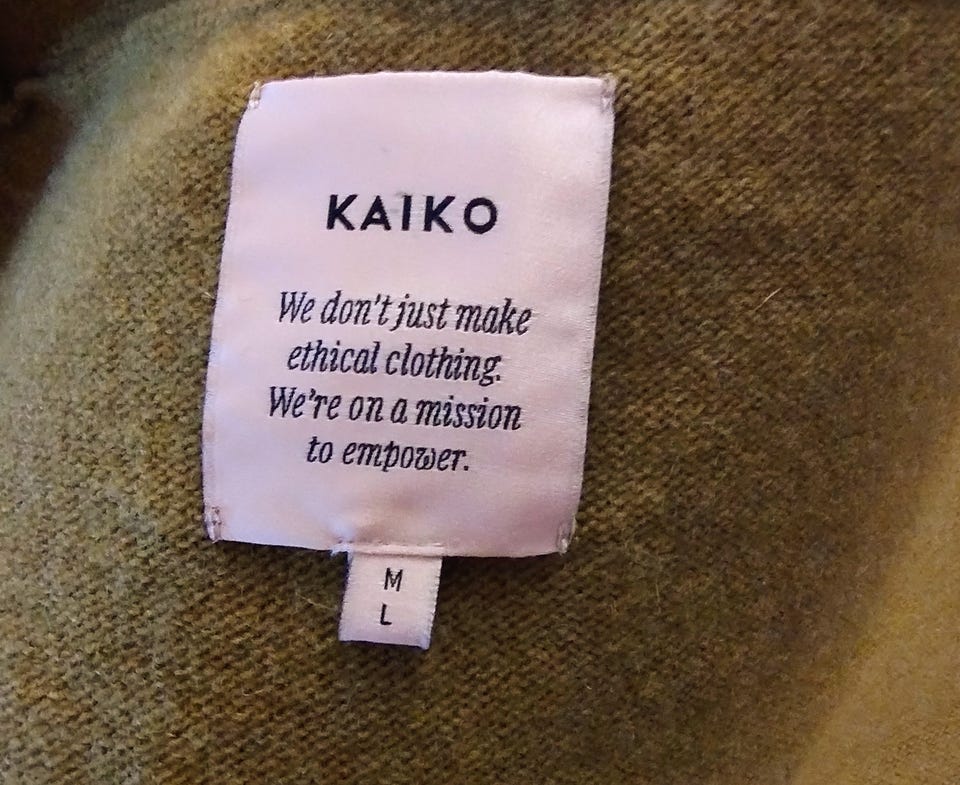 KAIKO
We don't just make
ethical clothing.
We're on a mission
to empower.
M
L